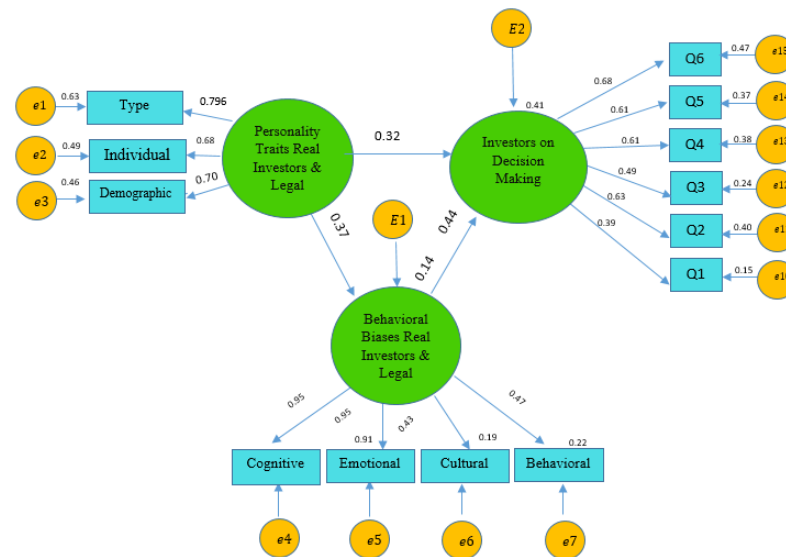 E2
e1
0.63
Type
0.796
e2
0.49
Individual
0.68
e3
0.46
Demographic
0.70
Personality
Traits Real
Investors &
Legal
0.32
0.41
Investors on
Decision
Making
0.68
Q6
0.47
0.61
Q5
0.37
0.61
Q4
0.38
0.49
Q3
0.24
0.63
Q2
0.40
0.39
Q1
0.15
0.37
E1
0.14
0.44
Behavioral
Biases Real
Investors &
Legal
0.95
0.95
0.43
0.47
0.91
0.19
0.22
Cognitive
Emotional
Cultural
Behavioral
e4
e5
e6
e7